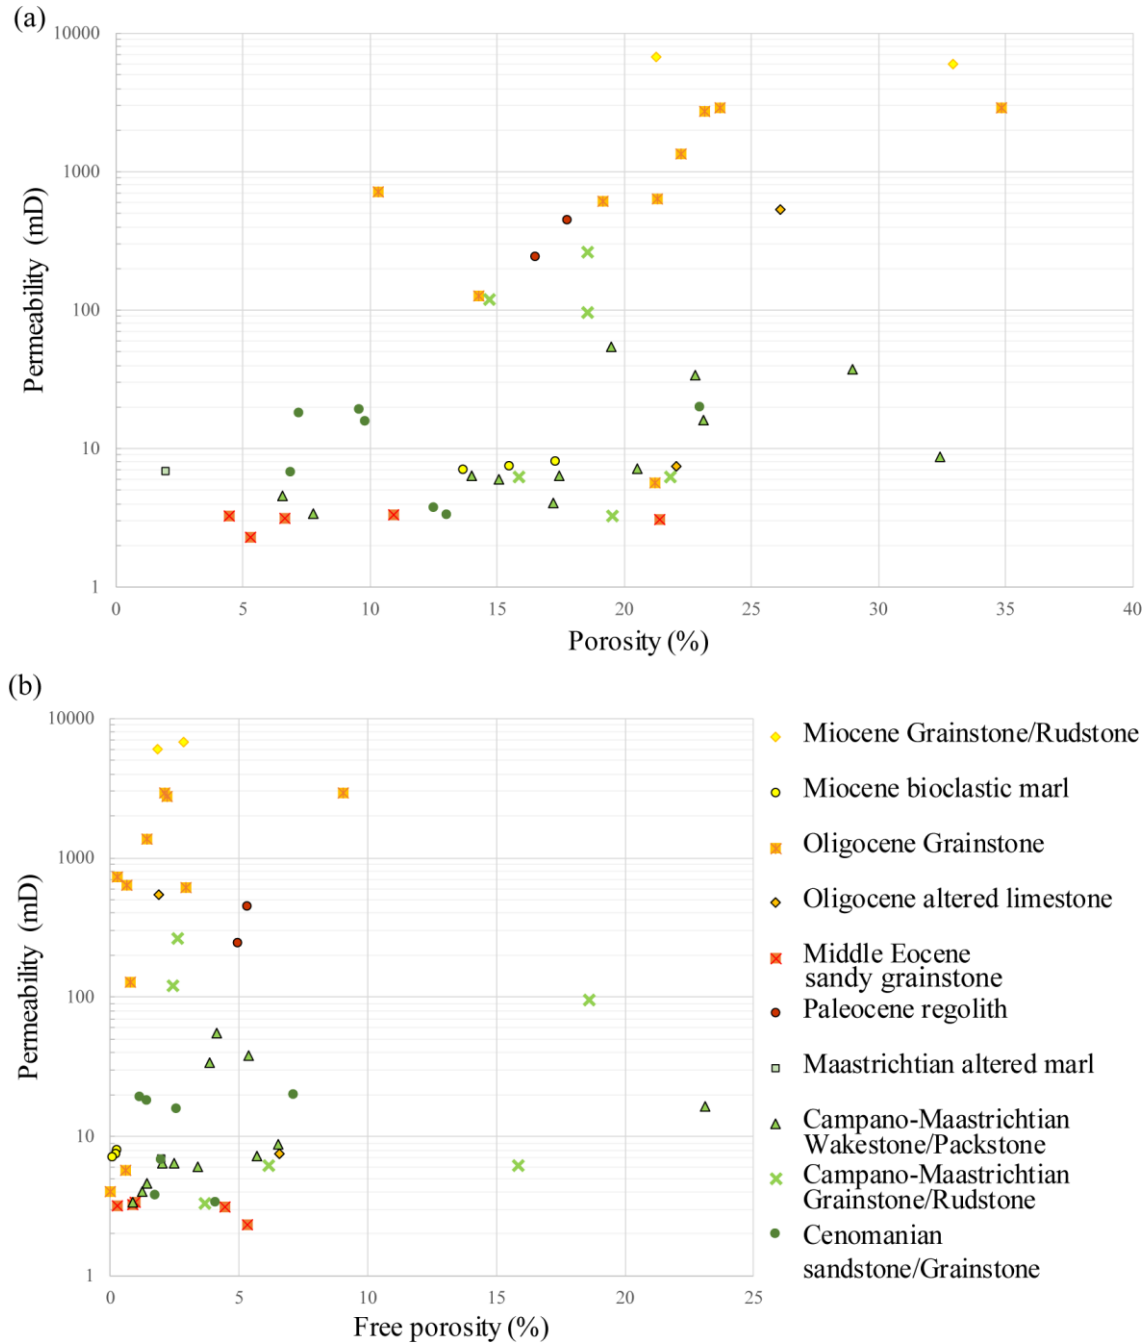 (a)
10000
1000
100
10
1
Permeability (mD)
0 5 10 15 20 25 30 35 40
Porosity (%)
(b)
10000
1000
100
10
1
Permeability (mD)
0 5 10 15 20 25
Free porosity (%)
Miocene Grainstone/Rudstone
Miocene bioclastic marl
Oligocene Grainstone
Oligocene altered limestone
Middle Eocene
sandy grainstone
Paleocene regolith
Maastrichtian altered marl
Campano-Maastrichtian
Wakestone/Packstone
Campano-Maastrichtian
Grainstone/Rudstone
Cenomanian
sandstone/Grainstone